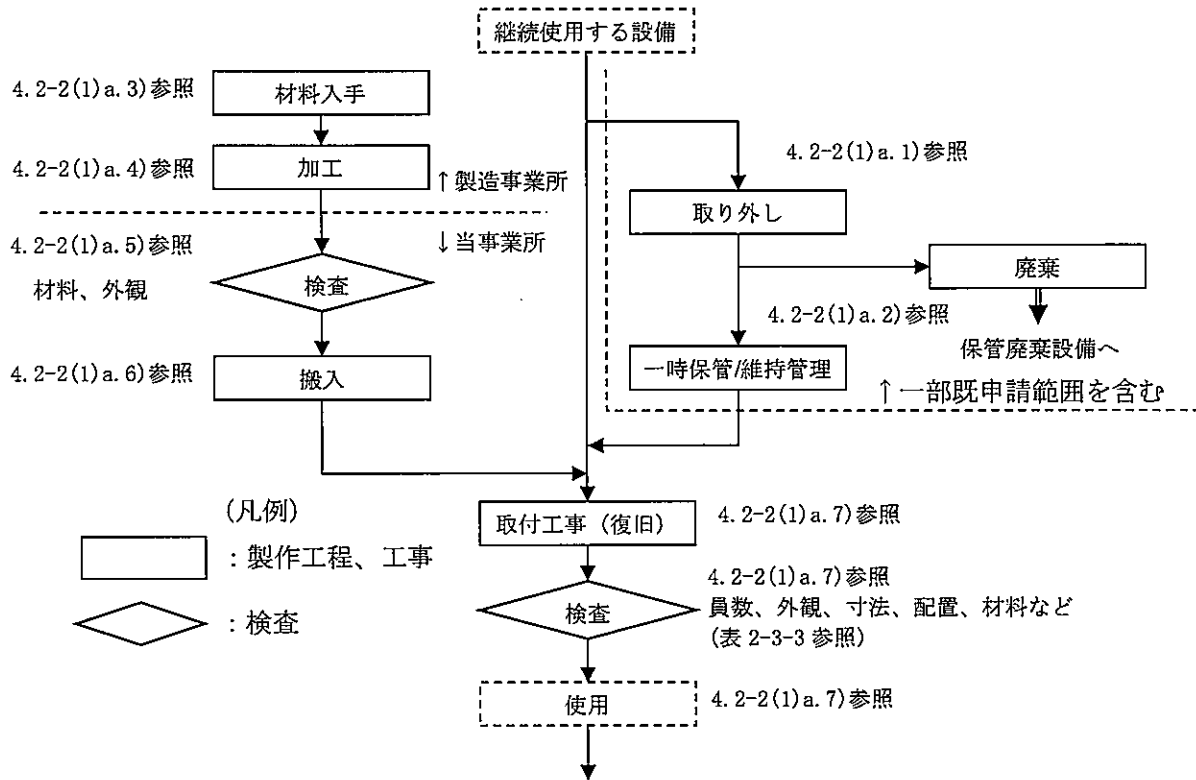 継続使用する設備
4.2-2(1)a.3)参照
材料入手
4.2-2(1)a.4)参照
加工
↑製造事業所
4.2-2(1)a.5)参照
材料、外観
↓当事業所
検査
4.2-2(1)a.6)参照
搬入
4.2-2(1)a.1)参照
取り外し
廃棄
4.2-2(1)a.2)参照
保管廃棄設備へ
一時保管/維持管理
↑一部既申請範囲を含む
取付工事（復旧）
4.2-2(1)a.7)参照
検査
4.2-2(1)a.7)参照
員数、外観、寸法、配置、材料など
(表 2-3-3 参照)
使用
4.2-2(1)a.7)参照
(凡例)
：製作工程、工事
：検査